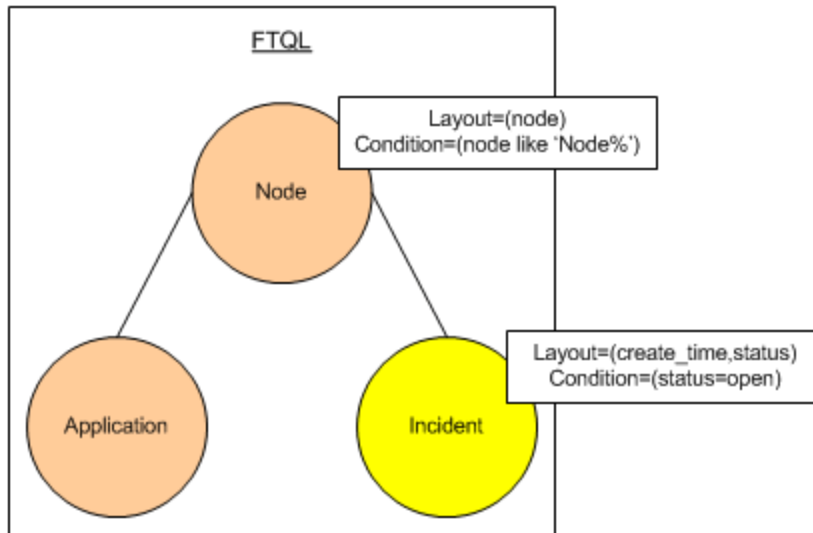 FTQL
Layout=(node)
Condition=(node like ‘Node%’)
Node
Layout=(create_time,status)
Condition=(status=open)
Application
Incident